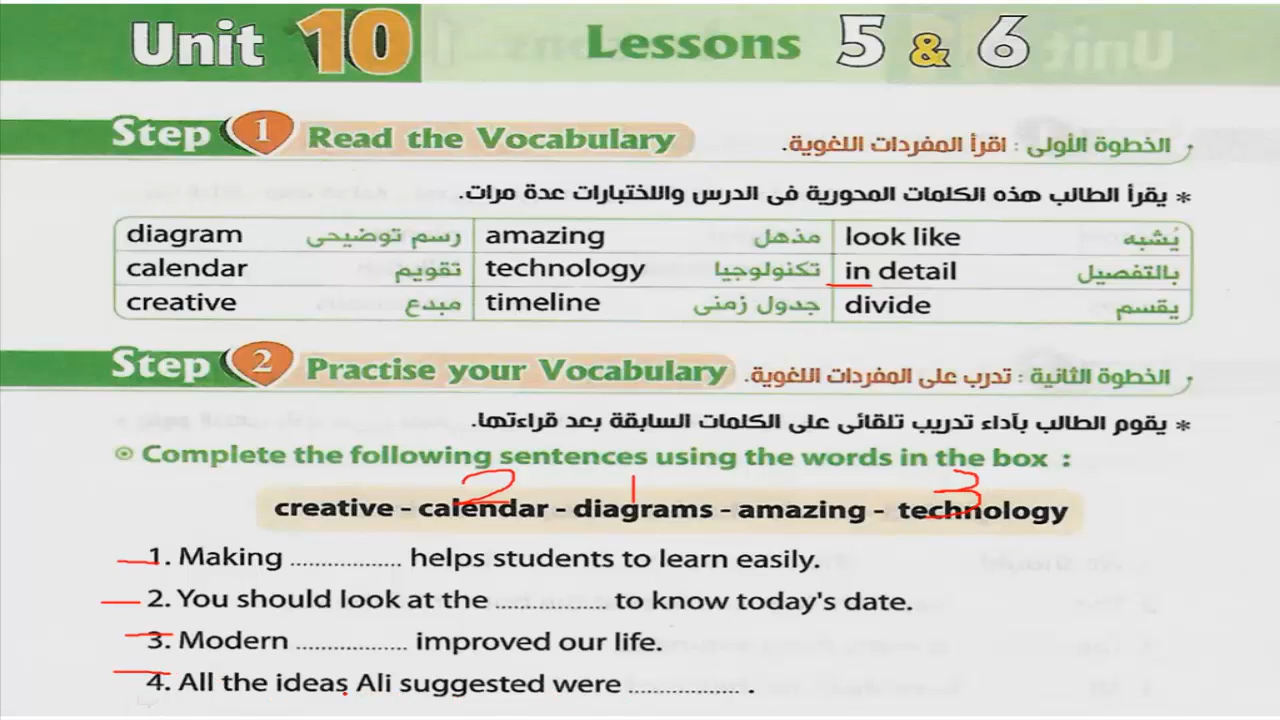 Unit 10 Lessons 5 & 6
Step 1 Read the Vocabulary الخطوة الأولى : اقرأ المفردات اللغوية.
* يقرأ الطالب هذه الكلمات المحورية فى الدرس واللاختبارات عدة مرات.
diagram رسم توضيحى amazing مذهل look like يُشبه
calendar تقويم technology تكنولوجيا in detail بالتفصيل
creative مبدع timeline جدول زمنى divide يقسم
Step 2 Practise your Vocabulary الخطوة الثانية : تدرب على المفردات اللغوية.
* يقوم الطالب بآداء تدريب تلقائى على الكلمات السابقة بعد قراءتها.
Complete the following sentences using the words in the box :
2 1 3
creative - calendar - diagrams - amazing - technology
1. Making .................. helps students to learn easily.
2. You should look at the .................. to know today's date.
3. Modern .................. improved our life.
4. All the ideas Ali suggested were .................. .